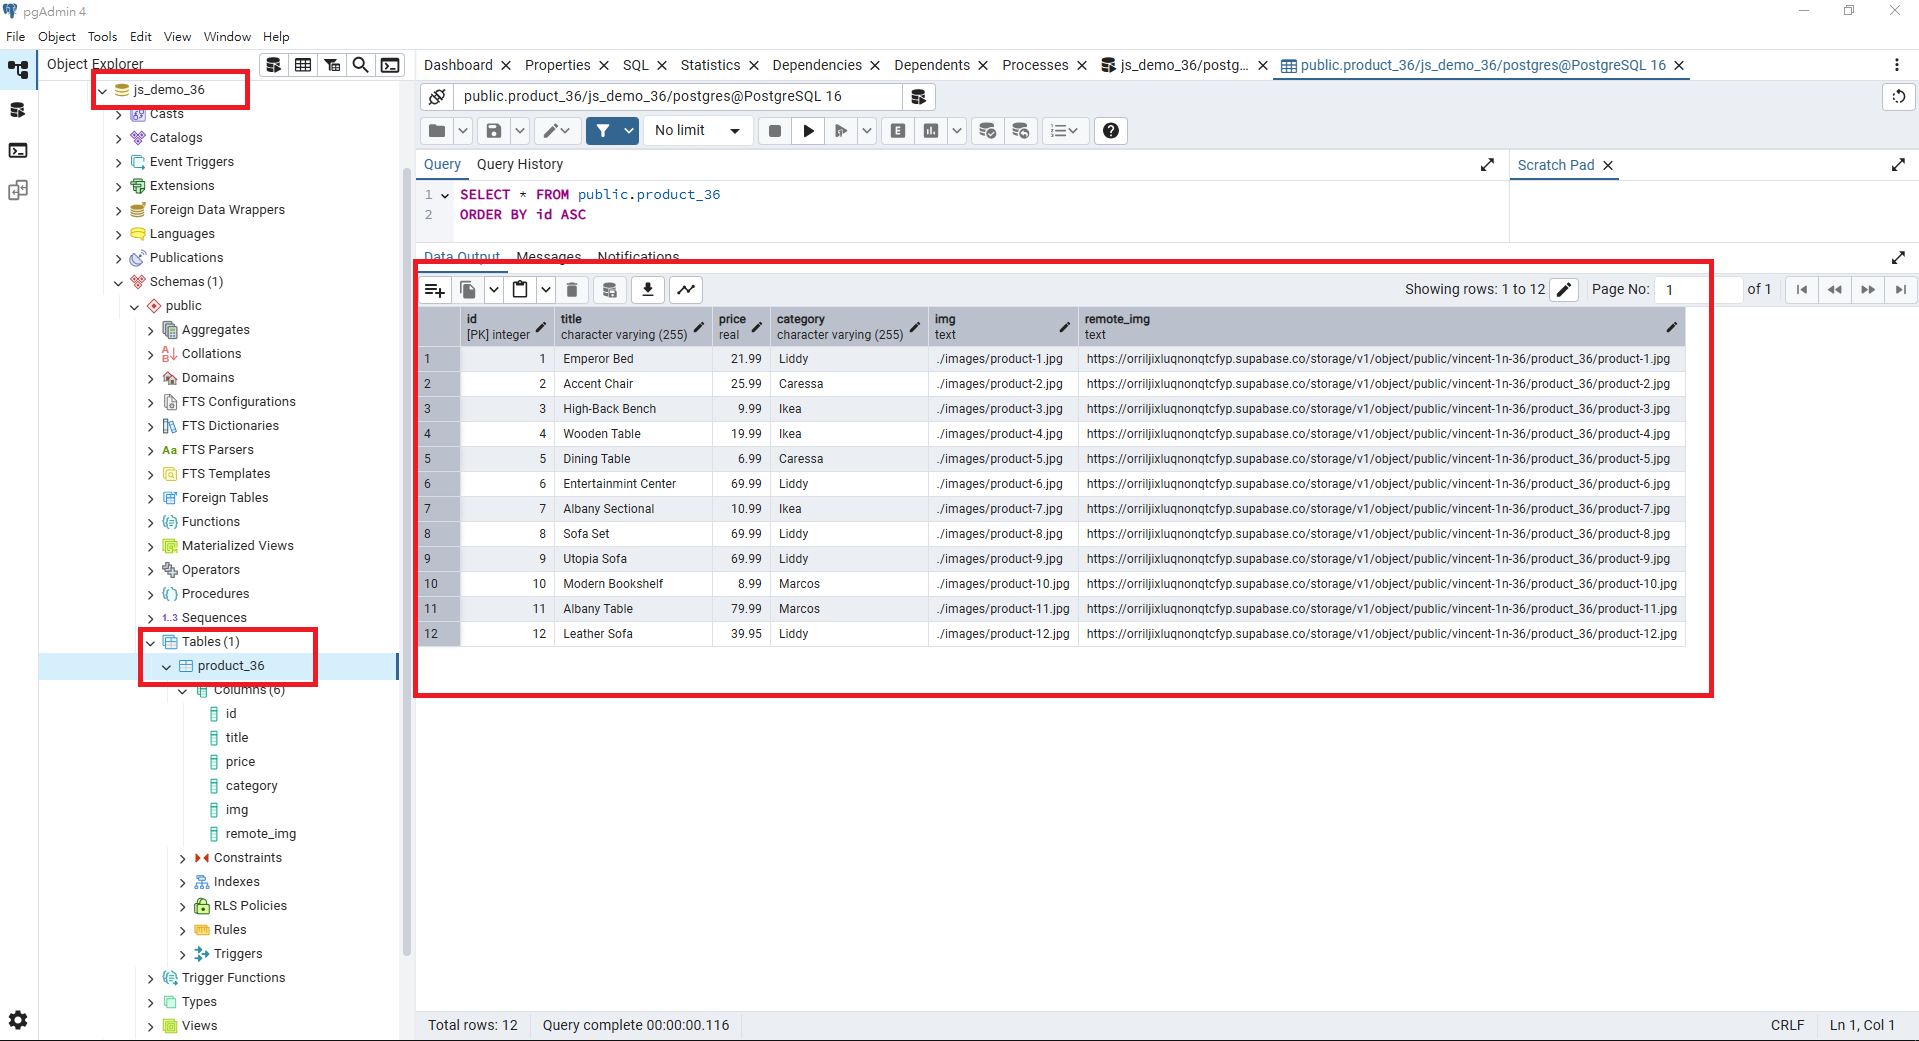 pgAdmin 4
File Object Tools Edit View Window Help
Object Explorer
js_demo_36
Casts
Catalogs
Event Triggers
Extensions
Foreign Data Wrappers
Languages
Publications
Schemas (1)
public
Aggregates
Collations
Domains
FTS Configurations
FTS Dictionaries
Aa FTS Parsers
FTS Templates
Foreign Tables
Functions
Materialized Views
Operators
Procedures
1..3 Sequences
Tables (1)
product_36
Columns (6)
id
title
price
category
img
remote_img
Constraints
Indexes
RLS Policies
Rules
Triggers
Trigger Functions
Types
Views
Dashboard Properties SQL Statistics Dependencies Dependents Processes js_demo_36/postg... public.product_36/js_demo_36/postgres@PostgreSQL 16
public.product_36/js_demo_36/postgres@PostgreSQL 16
No limit E
Query Query History Scratch Pad
1 SELECT * FROM public.product_36
2 ORDER BY id ASC
Data Output Messages Notifications
Showing rows: 1 to 12 Page No: 1 of 1
id title price category img remote_img
[PK] integer character varying (255) real character varying (255) text text
1 1 Emperor Bed 21.99 Liddy ./images/product-1.jpg https://orriljixluqnonqtcfyp.supabase.co/storage/v1/object/public/vincent-1n-36/product_36/product-1.jpg
2 2 Accent Chair 25.99 Caressa ./images/product-2.jpg https://orriljixluqnonqtcfyp.supabase.co/storage/v1/object/public/vincent-1n-36/product_36/product-2.jpg
3 3 High-Back Bench 9.99 Ikea ./images/product-3.jpg https://orriljixluqnonqtcfyp.supabase.co/storage/v1/object/public/vincent-1n-36/product_36/product-3.jpg
4 4 Wooden Table 19.99 Ikea ./images/product-4.jpg https://orriljixluqnonqtcfyp.supabase.co/storage/v1/object/public/vincent-1n-36/product_36/product-4.jpg
5 5 Dining Table 6.99 Caressa ./images/product-5.jpg https://orriljixluqnonqtcfyp.supabase.co/storage/v1/object/public/vincent-1n-36/product_36/product-5.jpg
6 6 Entertainmint Center 69.99 Liddy ./images/product-6.jpg https://orriljixluqnonqtcfyp.supabase.co/storage/v1/object/public/vincent-1n-36/product_36/product-6.jpg
7 7 Albany Sectional 10.99 Ikea ./images/product-7.jpg https://orriljixluqnonqtcfyp.supabase.co/storage/v1/object/public/vincent-1n-36/product_36/product-7.jpg
8 8 Sofa Set 69.99 Liddy ./images/product-8.jpg https://orriljixluqnonqtcfyp.supabase.co/storage/v1/object/public/vincent-1n-36/product_36/product-8.jpg
9 9 Utopia Sofa 69.99 Liddy ./images/product-9.jpg https://orriljixluqnonqtcfyp.supabase.co/storage/v1/object/public/vincent-1n-36/product_36/product-9.jpg
10 10 Modern Bookshelf 8.99 Marcos ./images/product-10.jpg https://orriljixluqnonqtcfyp.supabase.co/storage/v1/object/public/vincent-1n-36/product_36/product-10.jpg
11 11 Albany Table 79.99 Marcos ./images/product-11.jpg https://orriljixluqnonqtcfyp.supabase.co/storage/v1/object/public/vincent-1n-36/product_36/product-11.jpg
12 12 Leather Sofa 39.95 Liddy ./images/product-12.jpg https://orriljixluqnonqtcfyp.supabase.co/storage/v1/object/public/vincent-1n-36/product_36/product-12.jpg
Total rows: 12 Query complete 00:00:00.116 CRLF Ln 1, Col 1